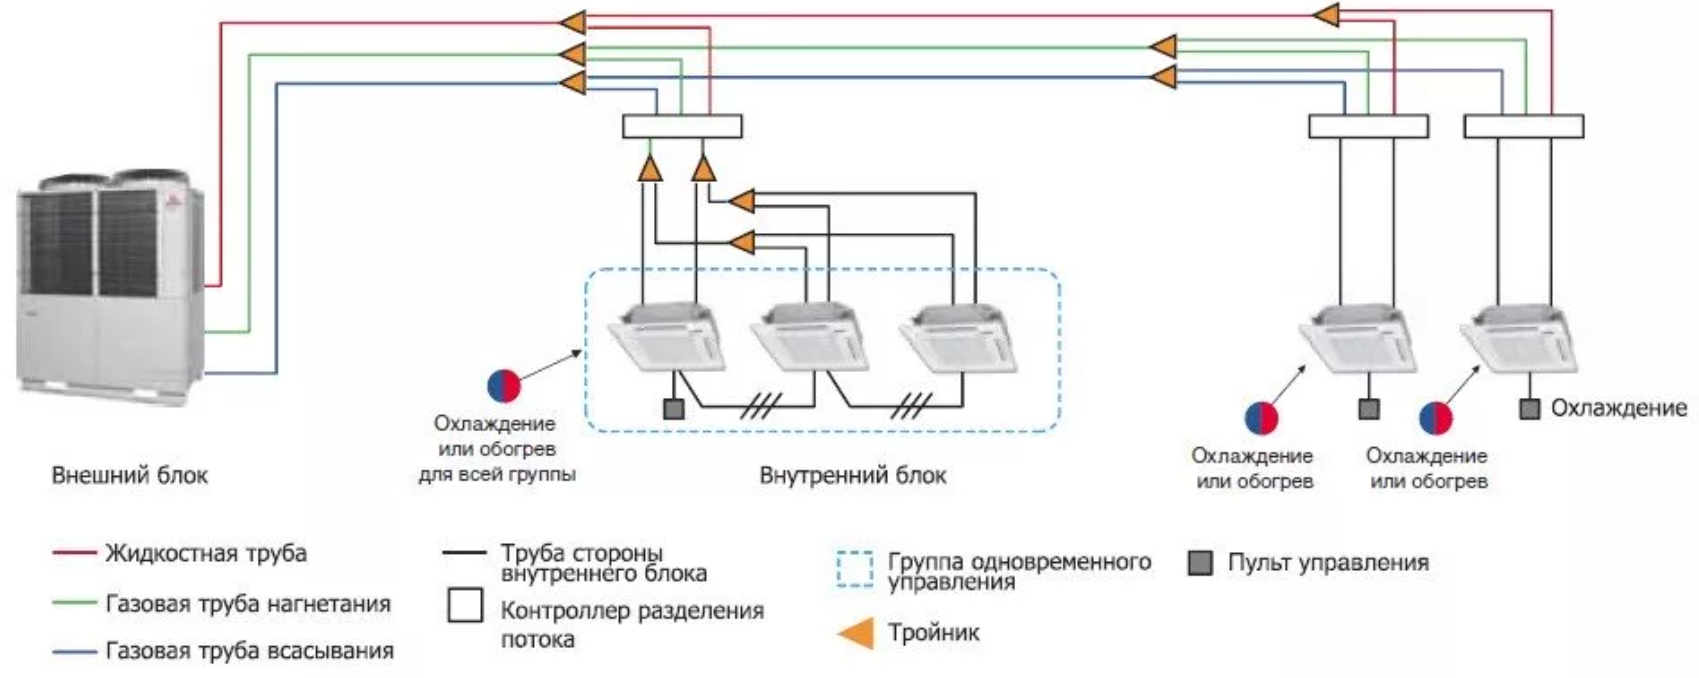 Охлаждение
Охлаждение
или обогрев
для всей группы
Охлаждение
или обогрев
Охлаждение
или обогрев
Внешний блок
Внутренний блок
Жидкостная труба
Газовая труба нагнетания
Газовая труба всасывания
Труба стороны
внутреннего блока
Контроллер разделения
потока
Группа одновременного
управления
Тройник
Пульт управления